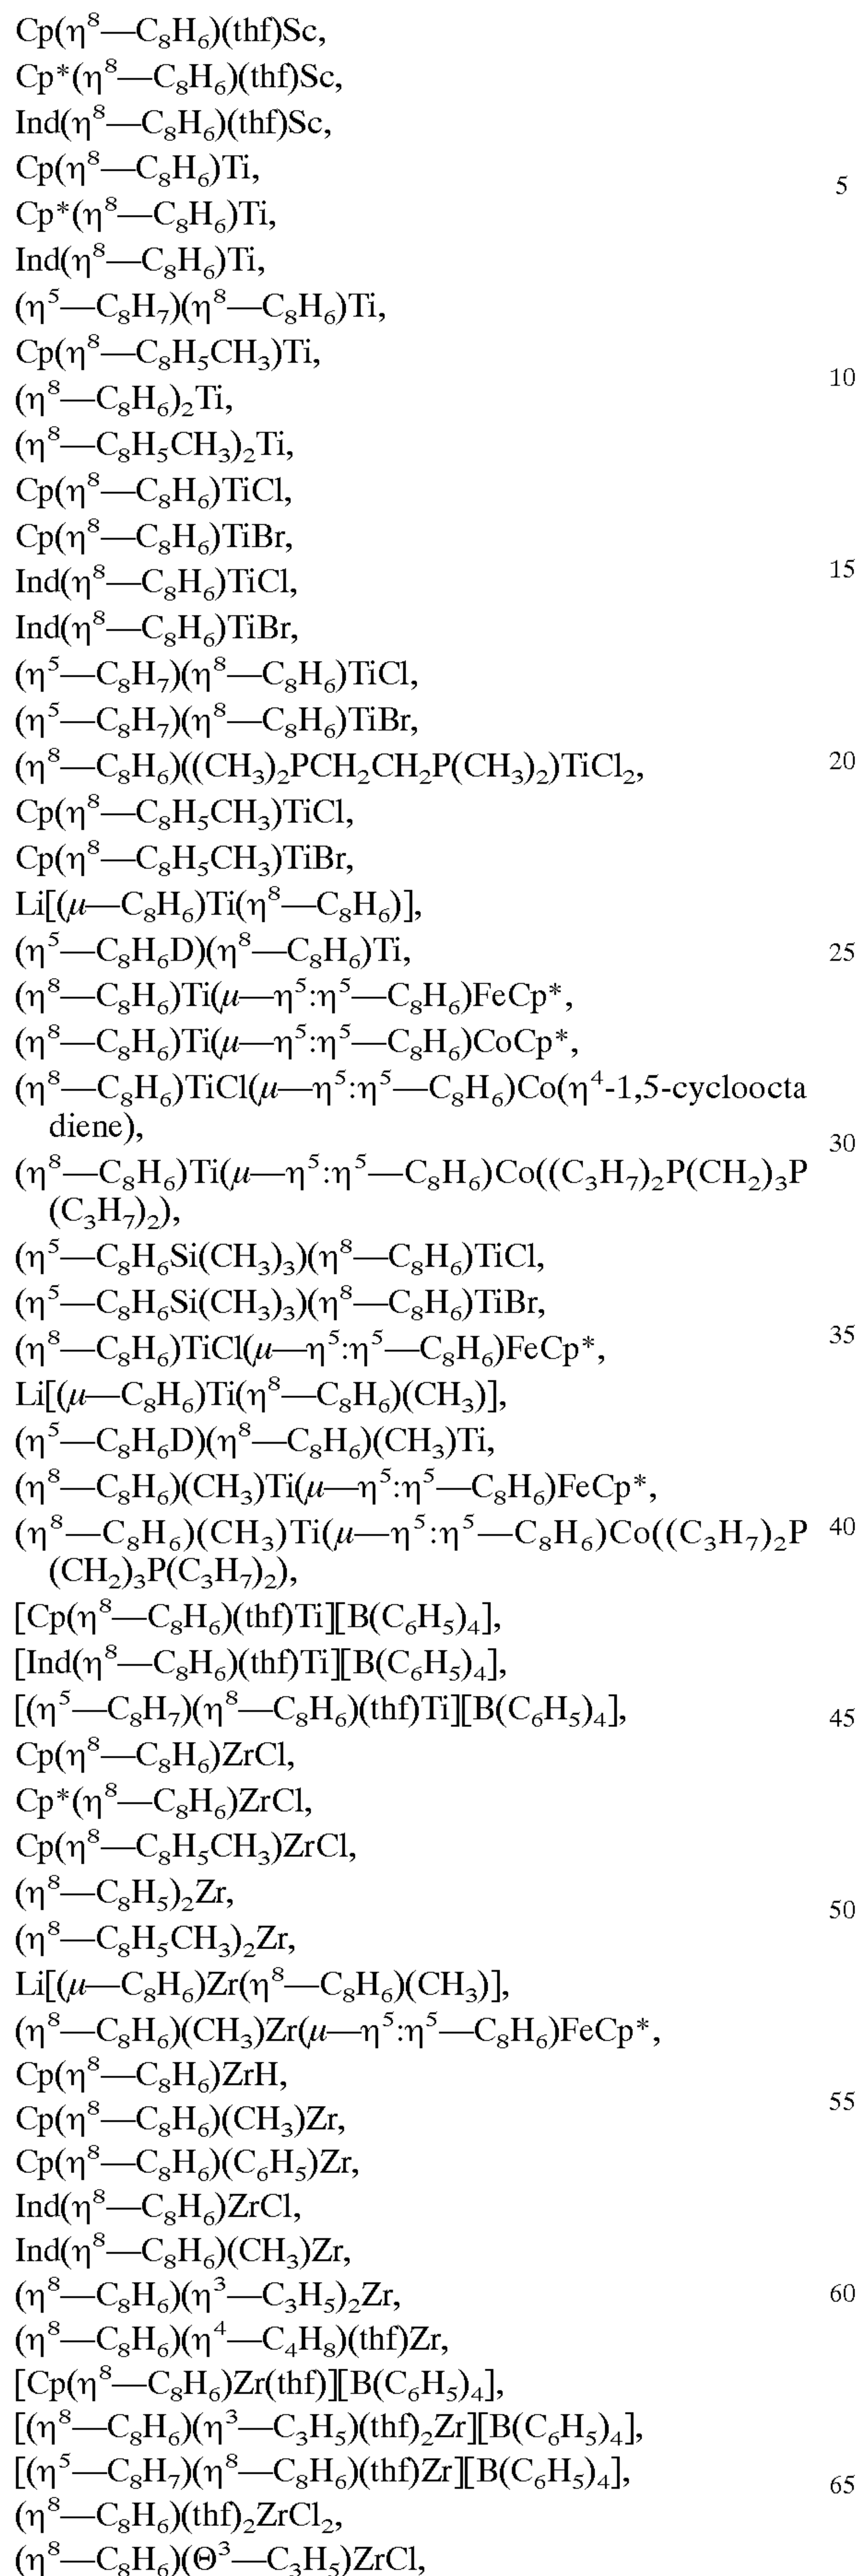 Cp(η⁸—C₈H₆)(thf)Sc,
Cp*(η⁸—C₈H₆)(thf)Sc,
Ind(η⁸—C₈H₆)(thf)Sc,
Cp(η⁸—C₈H₆)Ti,
5
Cp*(η⁸—C₈H₆)Ti,
Ind(η⁸—C₈H₆)Ti,
(η⁵—C₈H₇)(η⁸—C₈H₆)Ti,
Cp(η⁸—C₈H₅CH₃)Ti,
10
(η⁸—C₈H₆)₂Ti,
(η⁸—C₈H₅CH₃)₂Ti,
Cp(η⁸—C₈H₆)TiCl,
Cp(η⁸—C₈H₆)TiBr,
15
Ind(η⁸—C₈H₆)TiCl,
Ind(η⁸—C₈H₆)TiBr,
(η⁵—C₈H₇)(η⁸—C₈H₆)TiCl,
(η⁵—C₈H₇)(η⁸—C₈H₆)TiBr,
(η⁸—C₈H₆)((CH₃)₂PCH₂CH₂P(CH₃)₂)TiCl₂, 20
Cp(η⁸—C₈H₅CH₃)TiCl,
Cp(η⁸—C₈H₅CH₃)TiBr,
Li[(μ—C₈H₆)Ti(η⁸—C₈H₆)],
(η⁵—C₈H₆D)(η⁸—C₈H₆)Ti, 25
(η⁸—C₈H₆)Ti(μ—η⁵:η⁵—C₈H₆)FeCp*,
(η⁸—C₈H₆)Ti(μ—η⁵:η⁵—C₈H₆)CoCp*,
(η⁸—C₈H₆)TiCl(μ—η⁵:η⁵—C₈H₆)Co(η⁴-1,5-cycloocta
diene), 30
(η⁸—C₈H₆)Ti(μ—η⁵:η⁵—C₈H₆)Co((C₃H₇)₂P(CH₂)₃P
(C₃H₇)₂),
(η⁵—C₈H₆Si(CH₃)₃)(η⁸—C₈H₆)TiCl,
(η⁵—C₈H₆Si(CH₃)₃)(η⁸—C₈H₆)TiBr,
35
(η⁸—C₈H₆)TiCl(μ—η⁵:η⁵—C₈H₆)FeCp*,
Li[(μ—C₈H₆)Ti(η⁸—C₈H₆)(CH₃)],
(η⁵—C₈H₆D)(η⁸—C₈H₆)(CH₃)Ti,
(η⁸—C₈H₆)(CH₃)Ti(μ—η⁵:η⁵—C₈H₆)FeCp*,
(η⁸—C₈H₆)(CH₃)Ti(μ—η⁵:η⁵—C₈H₆)Co((C₃H₇)₂P 40
(CH₂)₃P(C₃H₇)₂),
[Cp(η⁸—C₈H₆)(thf)Ti][B(C₆H₅)₄],
[Ind(η⁸—C₈H₆)(thf)Ti][B(C₆H₅)₄],
[(η⁵—C₈H₇)(η⁸—C₈H₆)(thf)Ti][B(C₆H₅)₄], 45
Cp(η⁸—C₈H₆)ZrCl,
Cp*(η⁸—C₈H₆)ZrCl,
Cp(η⁸—C₈H₅CH₃)ZrCl,
(η⁸—C₈H₅)₂Zr, 50
(η⁸—C₈H₅CH₃)₂Zr,
Li[(μ—C₈H₆)Zr(η⁸—C₈H₆)(CH₃)],
(η⁸—C₈H₆)(CH₃)Zr(μ—η⁵:η⁵—C₈H₆)FeCp*,
Cp(η⁸—C₈H₆)ZrH,
55
Cp(η⁸—C₈H₆)(CH₃)Zr,
Cp(η⁸—C₈H₆)(C₆H₅)Zr,
Ind(η⁸—C₈H₆)ZrCl,
Ind(η⁸—C₈H₆)(CH₃)Zr,
(η⁸—C₈H₆)(η³—C₃H₅)₂Zr, 60
(η⁸—C₈H₆)(η⁴—C₄H₈)(thf)Zr,
[Cp(η⁸—C₈H₆)Zr(thf)][B(C₆H₅)₄],
[(η⁸—C₈H₆)(η³—C₃H₅)(thf)₂Zr][B(C₆H₅)₄],
[(η⁵—C₈H₇)(η⁸—C₈H₆)(thf)Zr][B(C₆H₅)₄], 65
(η⁸—C₈H₆)(thf)₂ZrCl₂,
(η⁸—C₈H₆)(Θ³—C₃H₅)ZrCl,